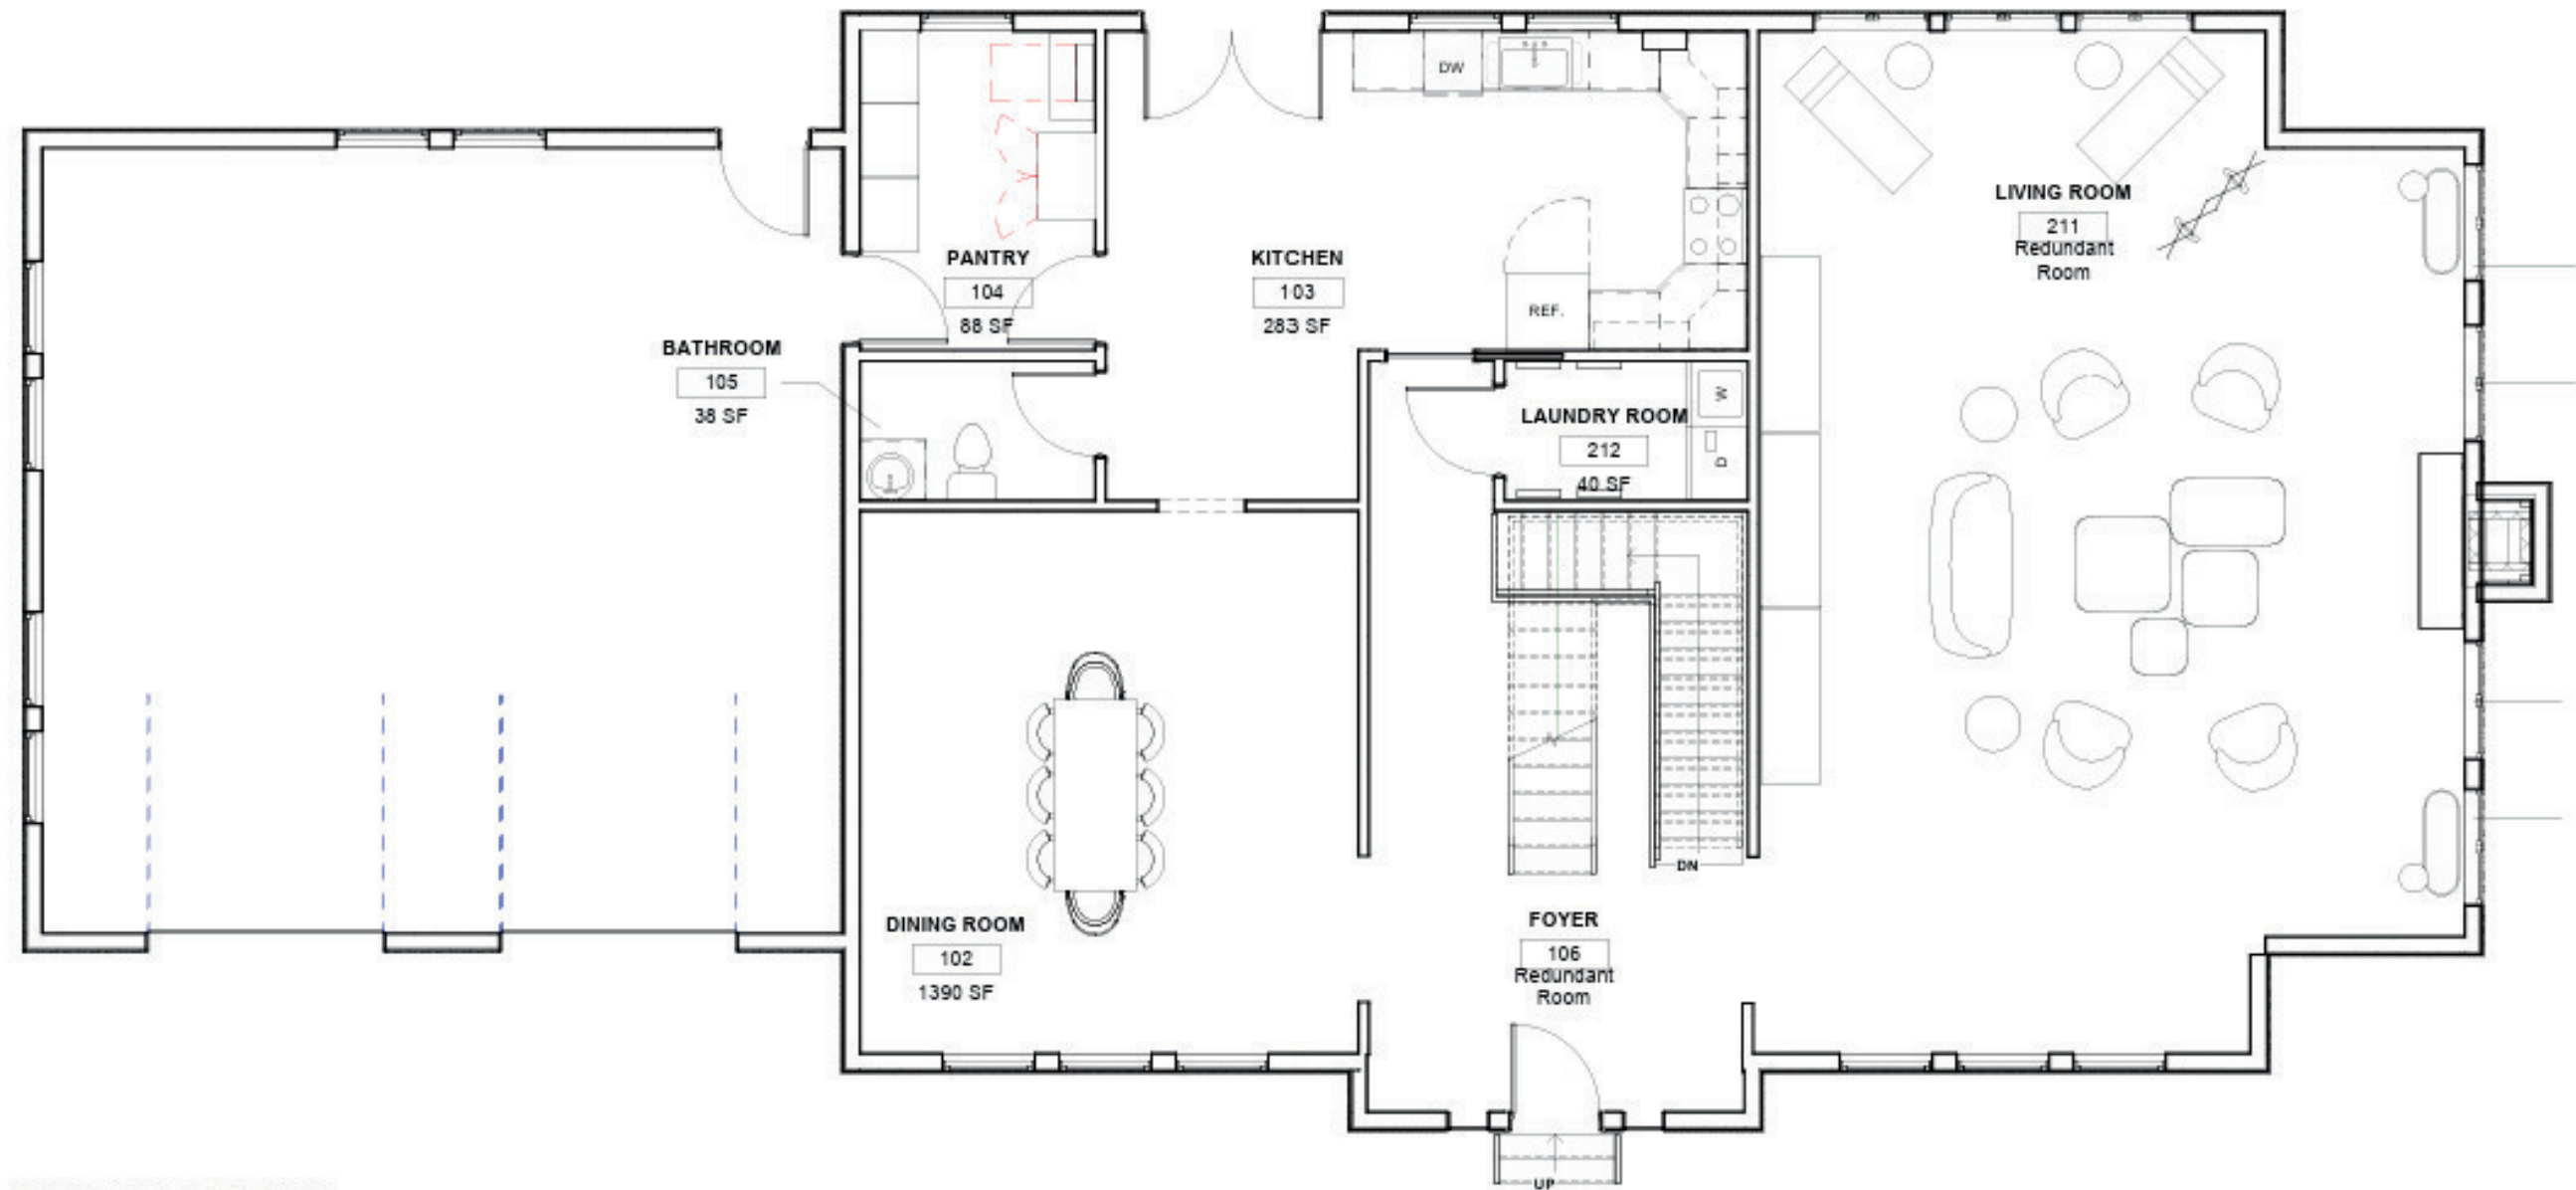 DW
LIVING ROOM
211
Redundant
Room
PANTRY
104
88 SF
KITCHEN
103
283 SF
REF.
BATHROOM
105
38 SF
W
LAUNDRY ROOM
212
40 SF
D
DN
DINING ROOM
102
1390 SF
FOYER
106
Redundant
Room
UP